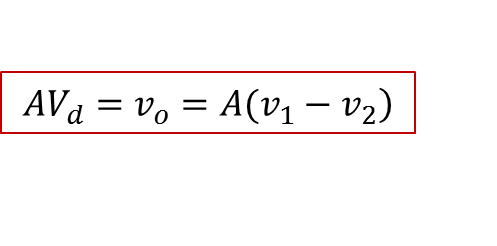 AV_d = v_o = A(v_1 − v_2)